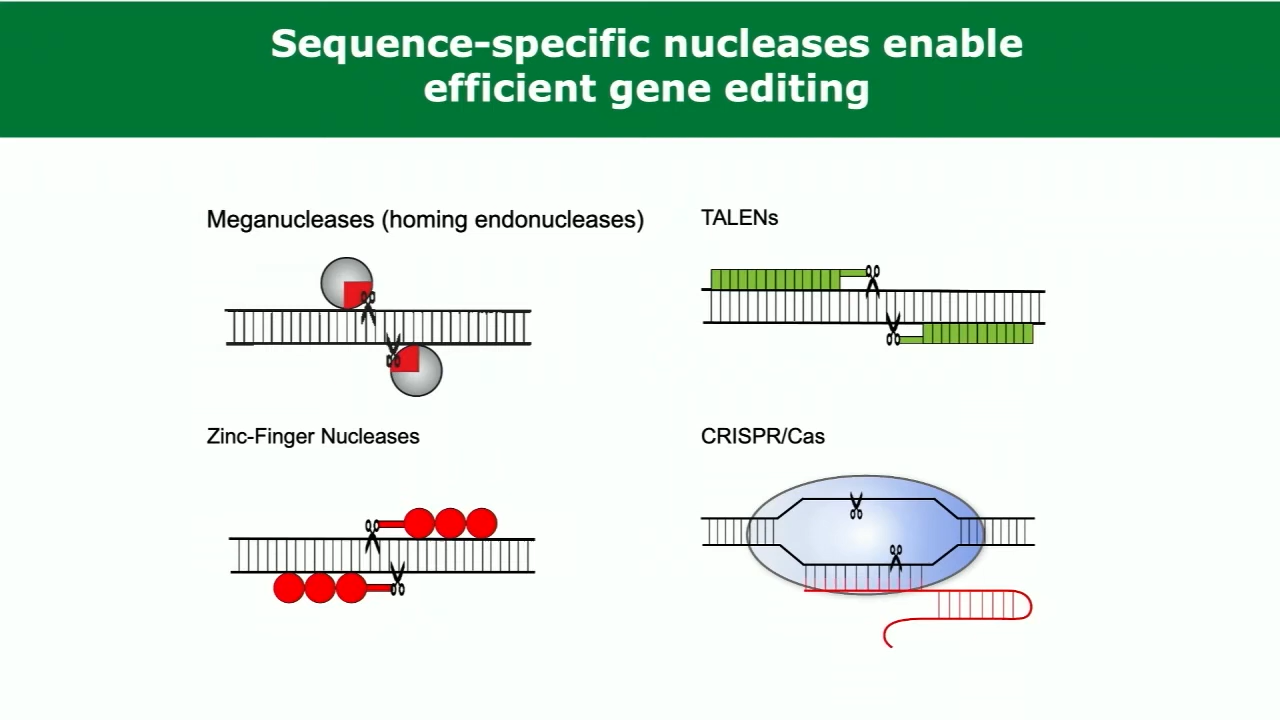 Sequence-specific nucleases enable
efficient gene editing
Meganucleases (homing endonucleases)
TALENs
Zinc-Finger Nucleases
CRISPR/Cas